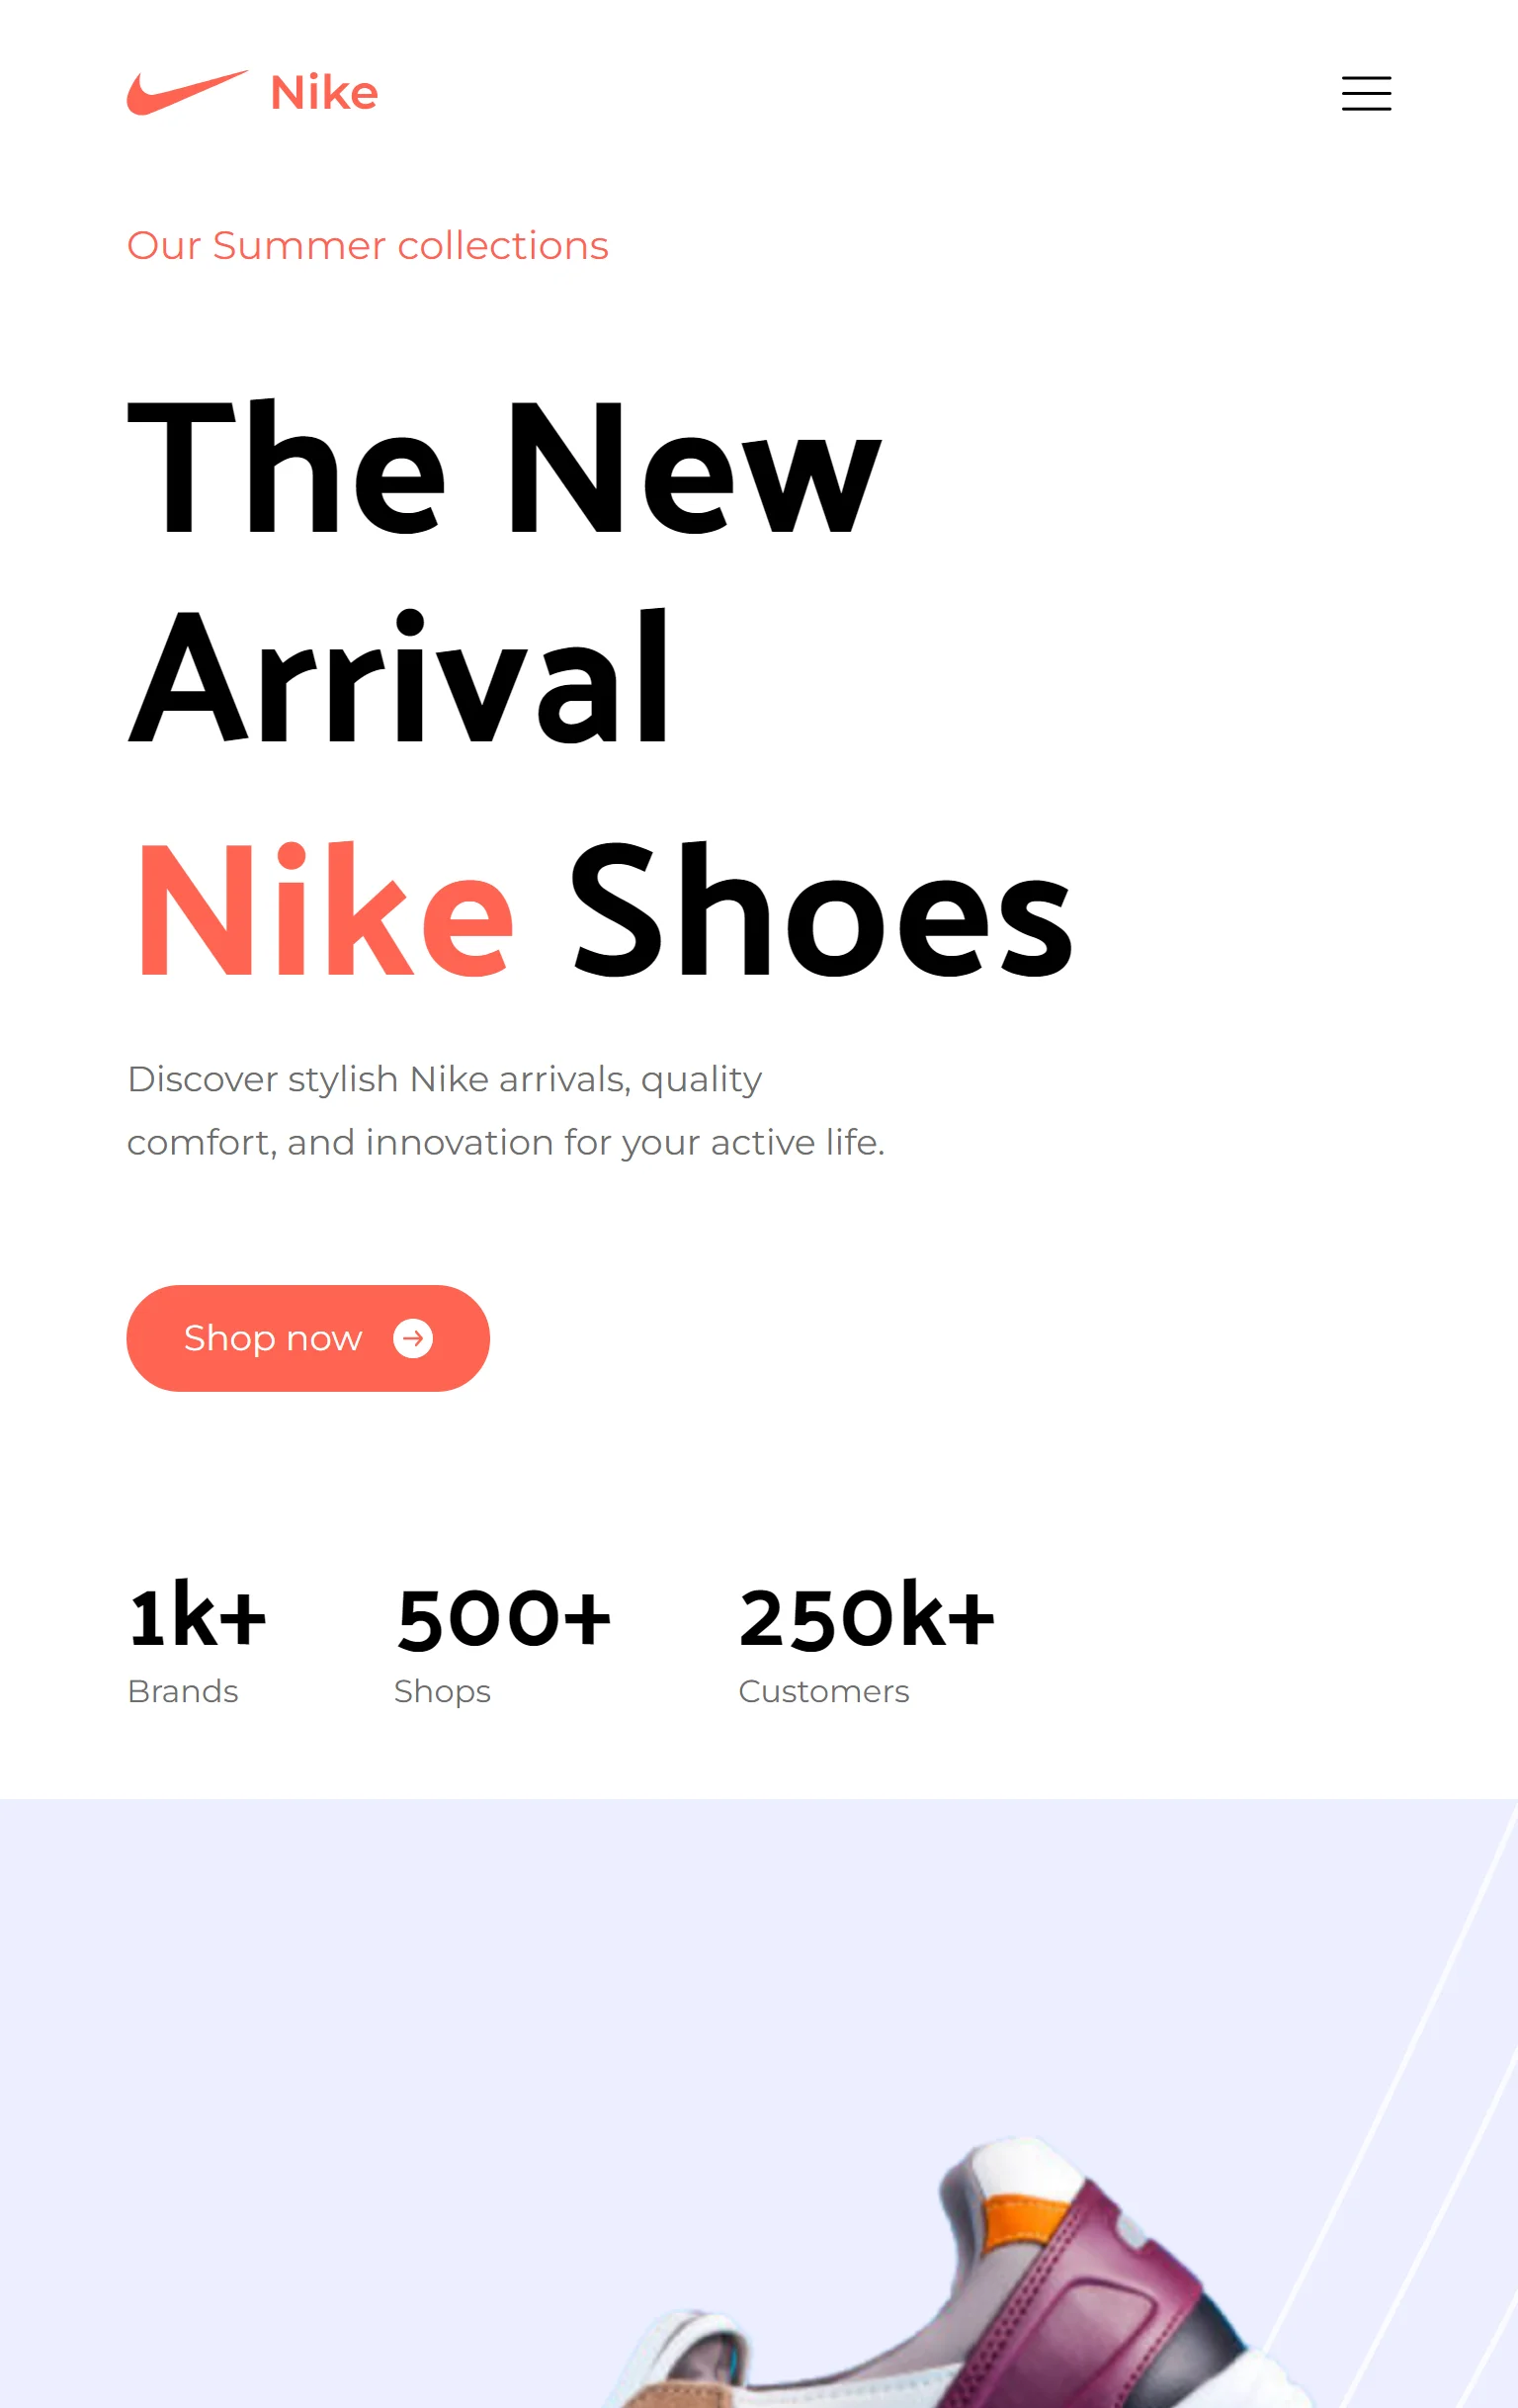 Nike
Our Summer collections
The New
Arrival
Nike Shoes
Discover stylish Nike arrivals, quality
comfort, and innovation for your active life.
Shop now
1k+ 500+ 250k+
Brands Shops Customers